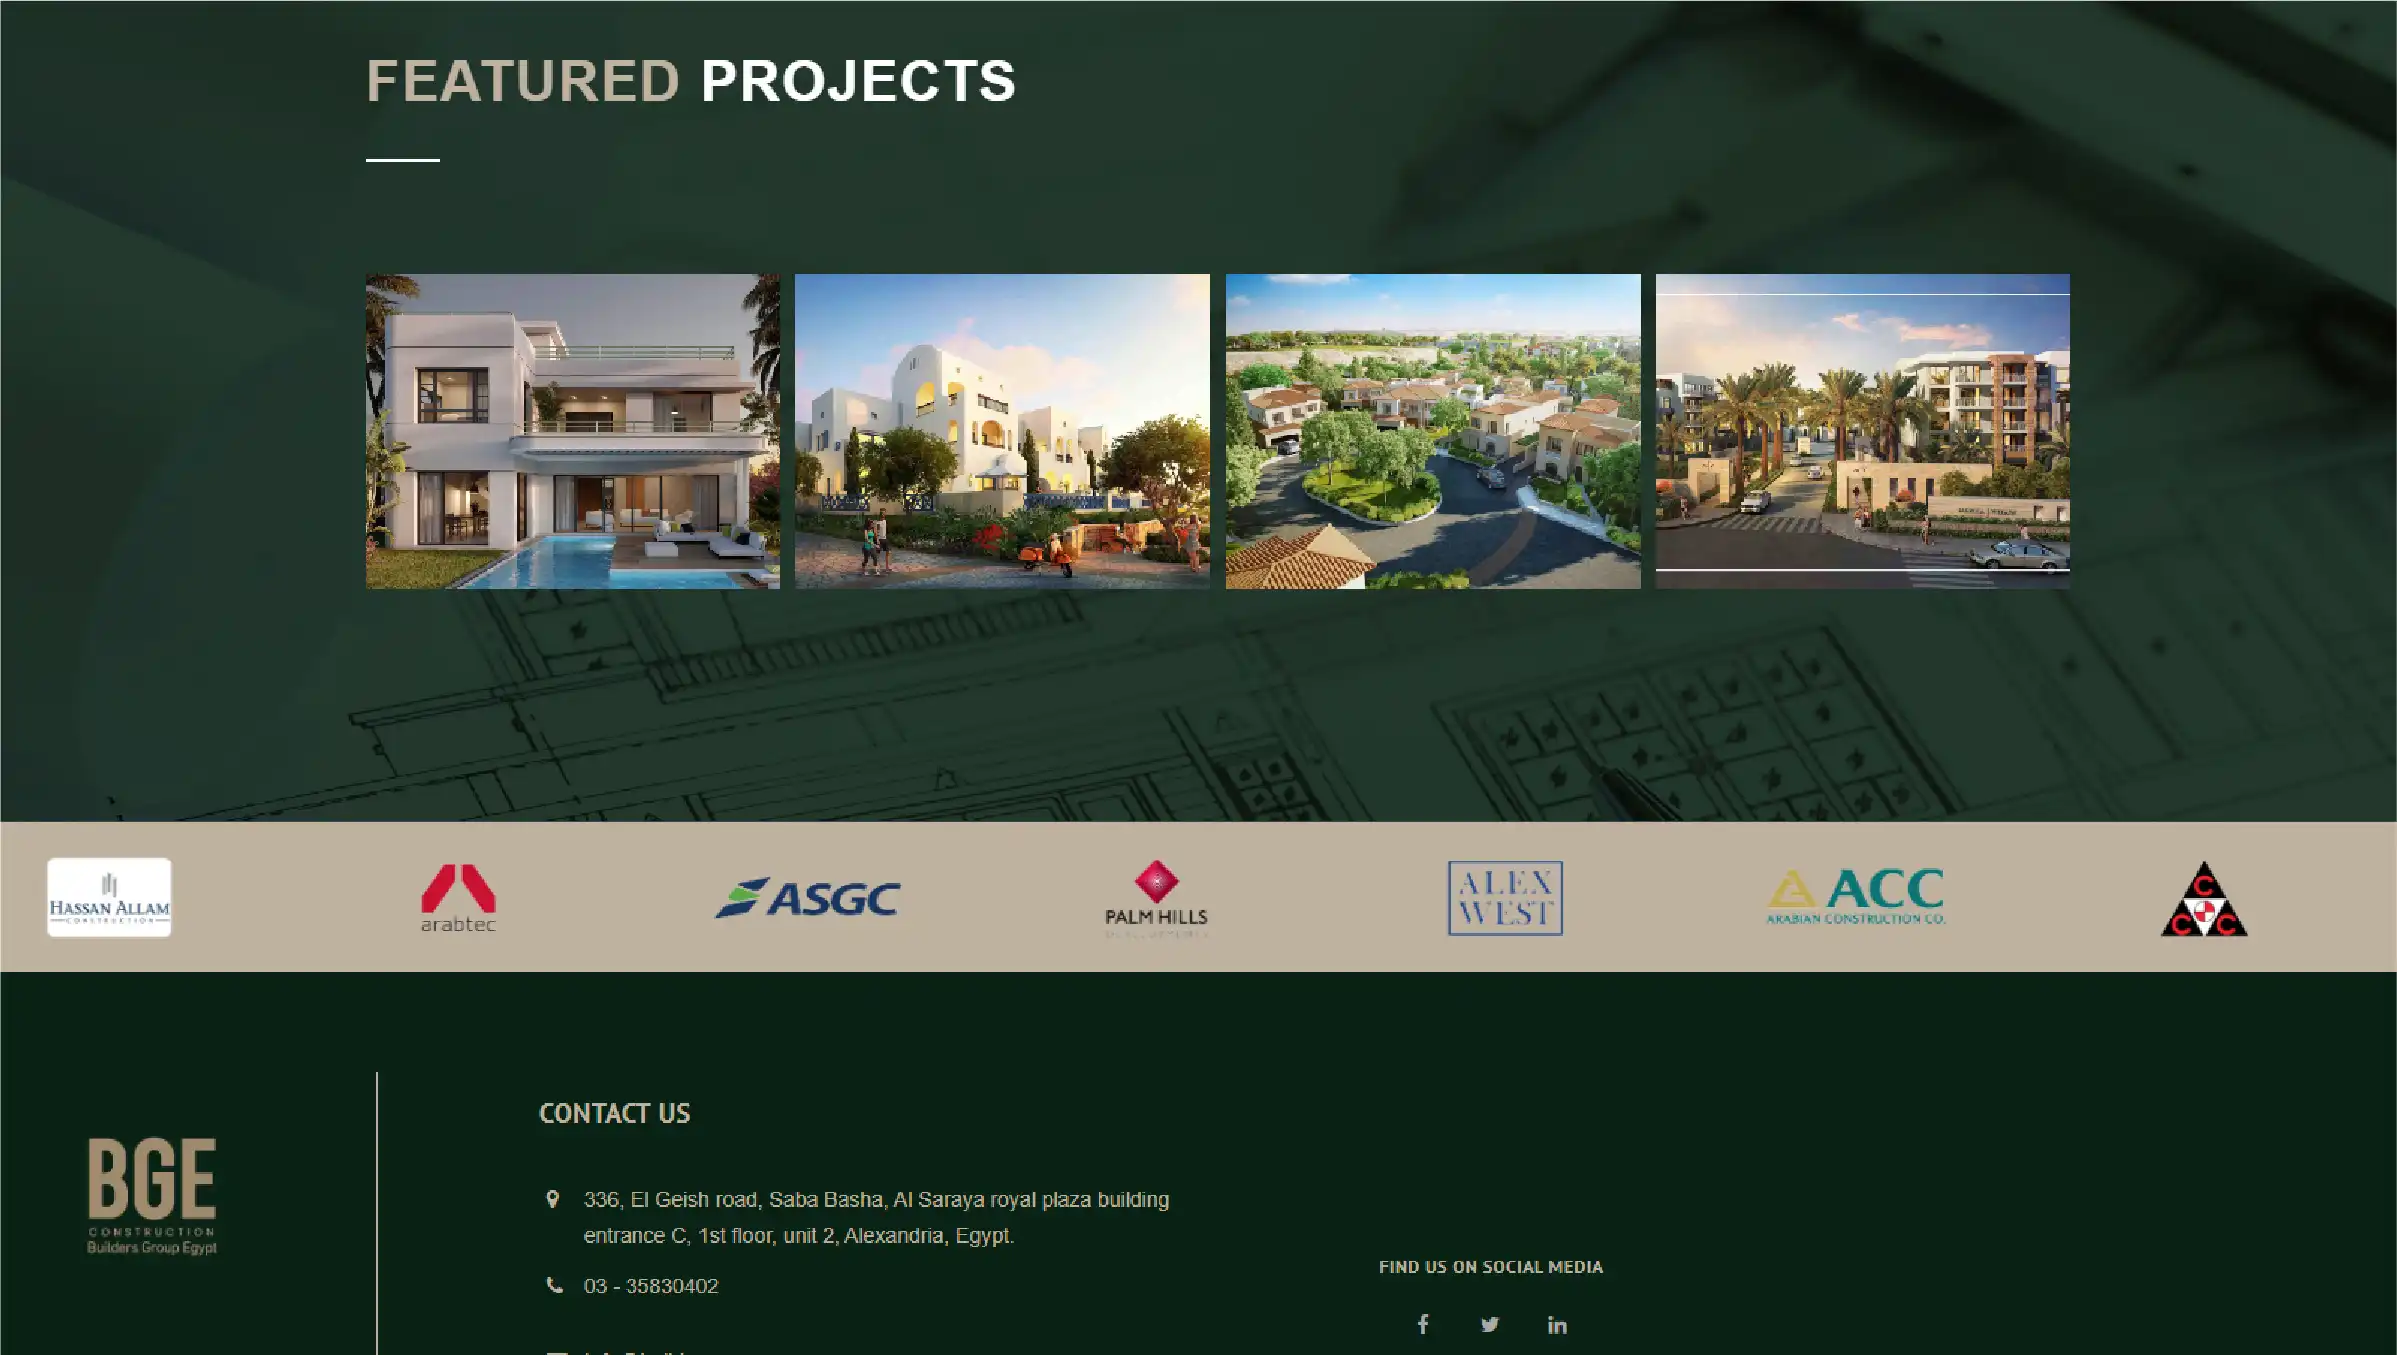 FEATURED PROJECTS
HASSAN ALLAM
CONSTRUCTION
arabtec
ASGC
PALM HILLS
ALEX
WEST
ACC
ARABIAN CONSTRUCTION CO.
C
C C
CONTACT US
BGE
CONSTRUCTION
Builders Group Egypt
336, El Geish road, Saba Basha, Al Saraya royal plaza building
entrance C, 1st floor, unit 2, Alexandria, Egypt.
03 - 35830402
FIND US ON SOCIAL MEDIA
f
in